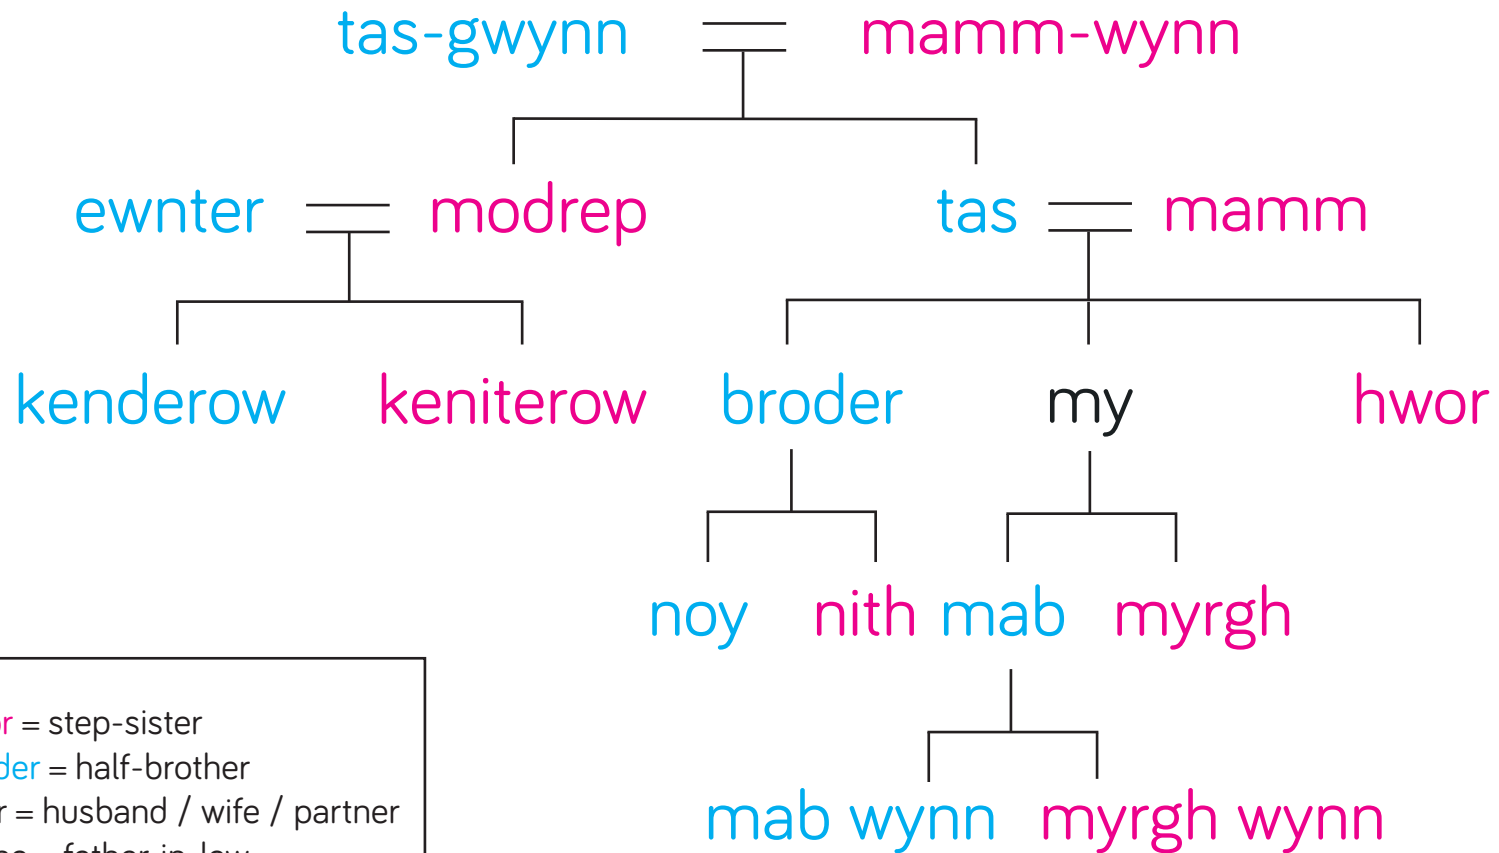 tas-gwynn mamm-wynn
ewnter modrep tas mamm
kenderow keniterow broder my hwor
noy nith mab myrgh
= step-sister
= half-brother
= husband / wife / partner
mab wynn myrgh wynn